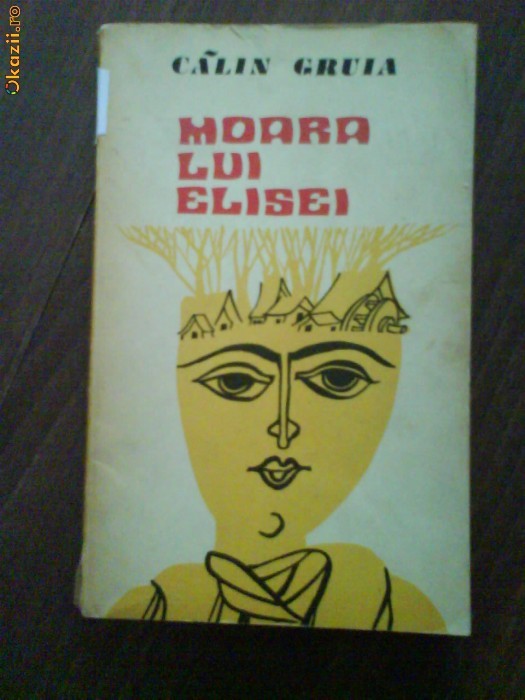 Okazii.ro
CĂLIN GRUIA
MOARA
LUI
ELISEI